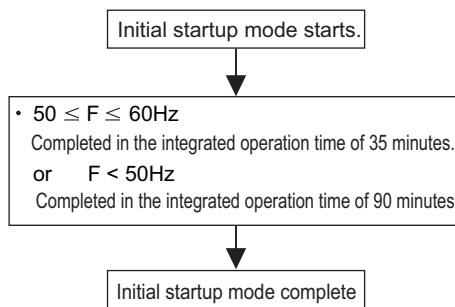 Initial startup mode starts.
· 50 ≤ F ≤ 60Hz
Completed in the integrated operation time of 35 minutes.
or F < 50Hz
Completed in the integrated operation time of 90 minutes
Initial startup mode complete